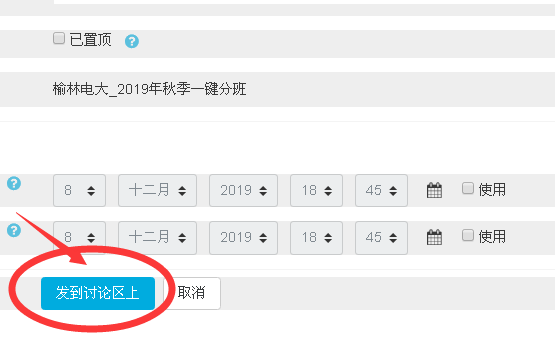 已置顶 ?
榆林电大_2019年秋季一键分班
? 8 十二月 2019 18 45 使用
? 8 十二月 2019 18 45 使用
发到讨论区上 取消